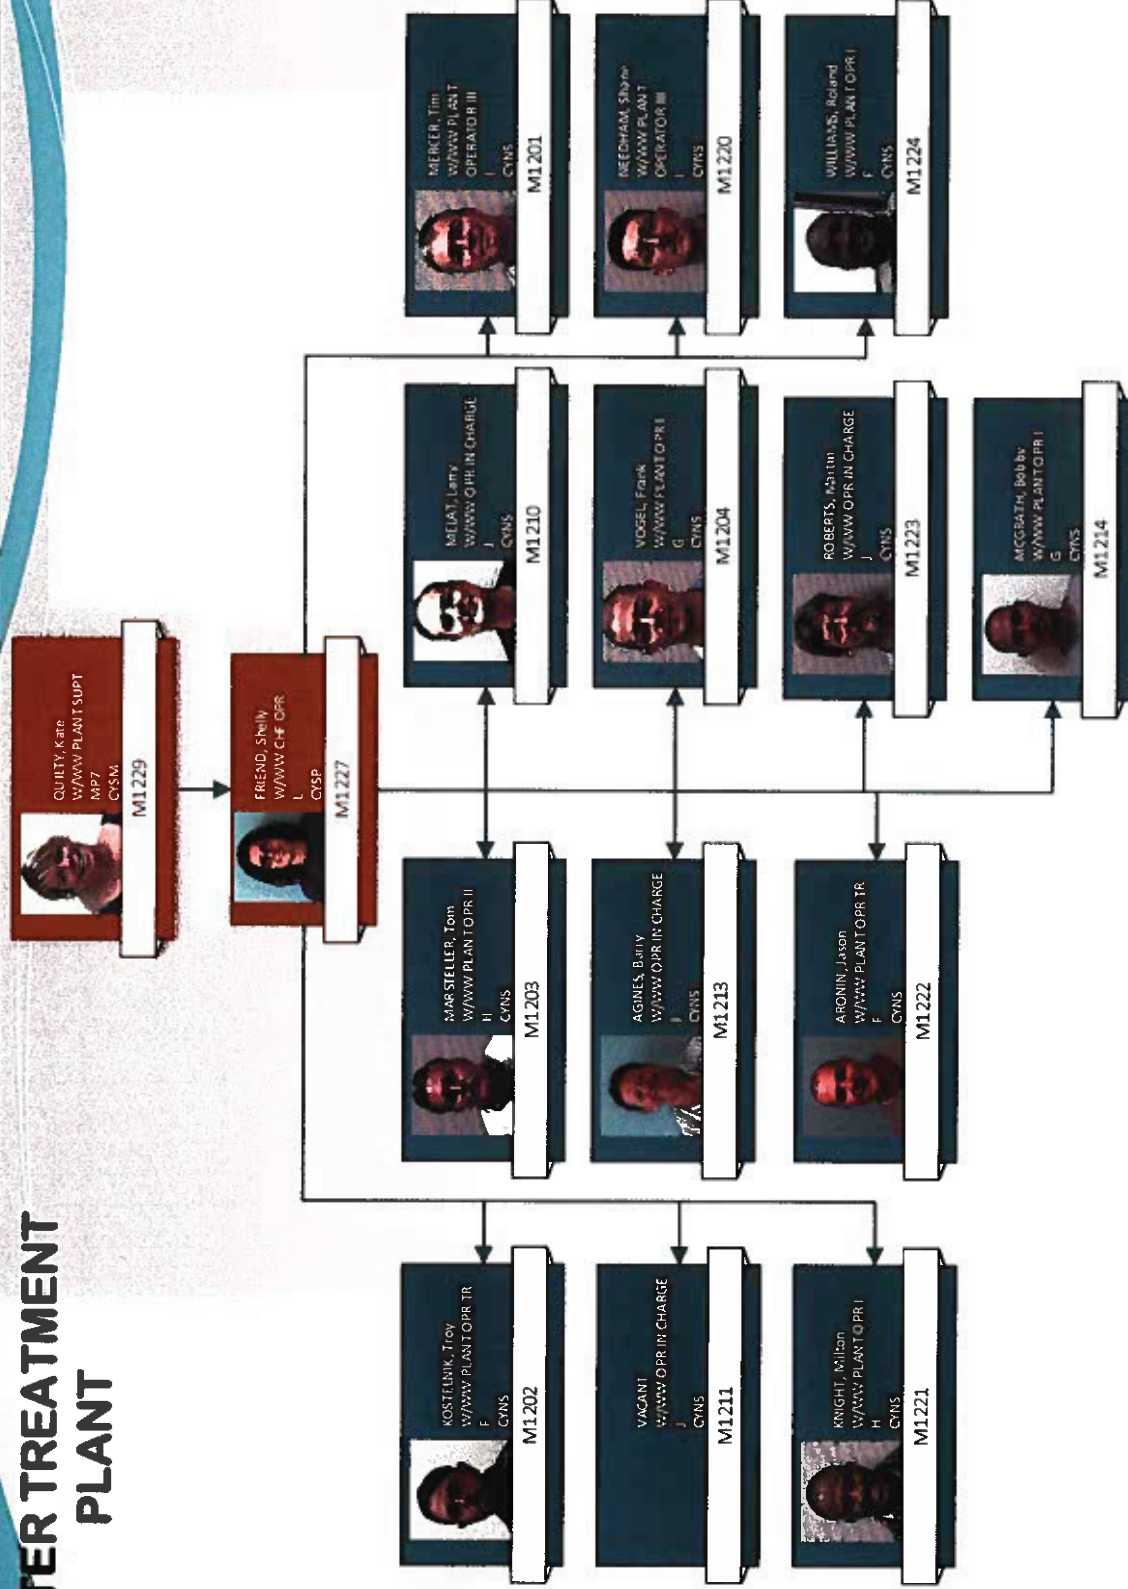 TER TREATMENT
PLANT
QUILTY, Kate
W/WW PLANT SUPT
MP7
CYSM
M1229
FRIEND, Shelly
W/WW CHF OPR
L
CYSP
M1227
KOSTELNIK, Troy
W/WW PLANT OPR TR
F
CYNS
M1202
MARSTELLER, Tom
W/WW PLANT OPR II
H
CYNS
M1203
MELAT, Larry
W/WW OPR IN CHARGE
J
CYNS
M1210
MERCER, Tim
W/WW PLANT
OPERATOR III
I
CYNS
M1201
VACANT
W/WW OPR IN CHARGE
J
CYNS
M1211
AGINES, Barry
W/WW OPR IN CHARGE
J
CYNS
M1213
VOGEL, Frank
W/WW PLANT OPR I
G
CYNS
M1204
NEEDHAM, Shane
W/WW PLANT
OPERATOR III
I
CYNS
M1220
KNIGHT, Milton
W/WW PLANT OPR I
H
CYNS
M1221
ARONIN, Jason
W/WW PLANT OPR TR
F
CYNS
M1222
ROBERTS, Martin
W/WW OPR IN CHARGE
J
CYNS
M1223
WILLIAMS, Roland
W/WW PLANT OPR I
F
CYNS
M1224
MCGRATH, Bobby
W/WW PLANT OPR I
G
CYNS
M1214